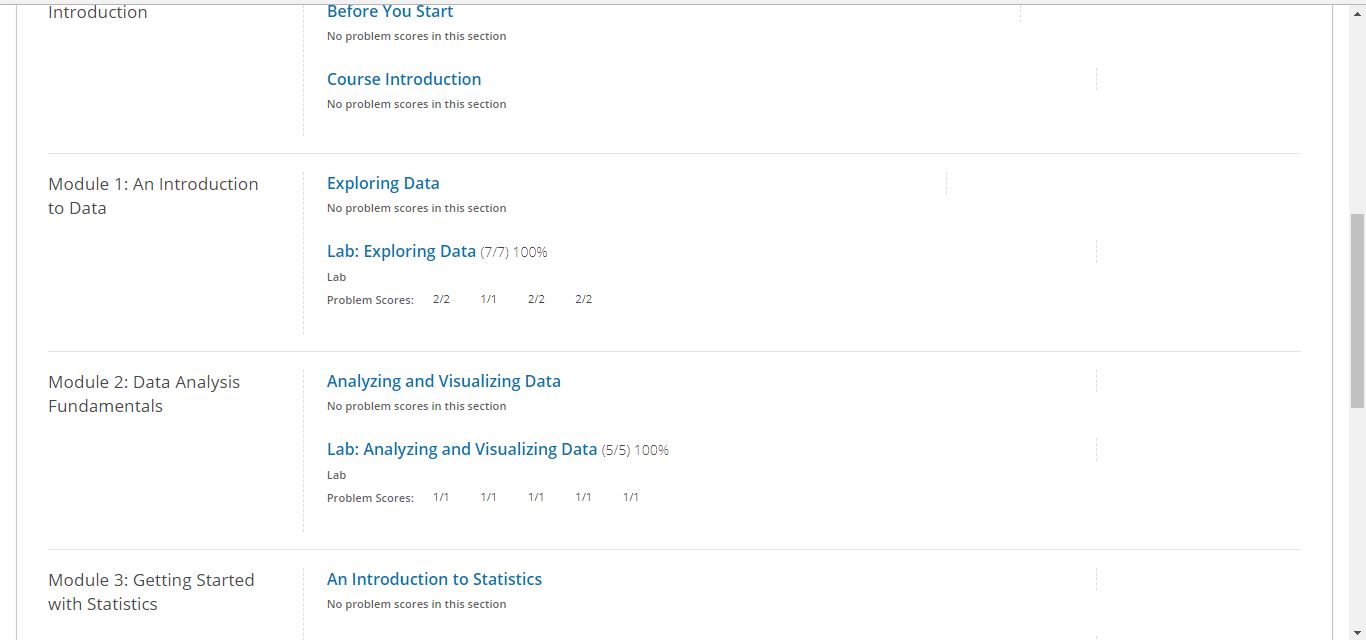 Introduction
Before You Start
No problem scores in this section
Course Introduction
No problem scores in this section
Module 1: An Introduction
to Data
Exploring Data
No problem scores in this section
Lab: Exploring Data (7/7) 100%
Lab
Problem Scores: 2/2 1/1 2/2 2/2
Module 2: Data Analysis
Fundamentals
Analyzing and Visualizing Data
No problem scores in this section
Lab: Analyzing and Visualizing Data (5/5) 100%
Lab
Problem Scores: 1/1 1/1 1/1 1/1 1/1
Module 3: Getting Started
with Statistics
An Introduction to Statistics
No problem scores in this section